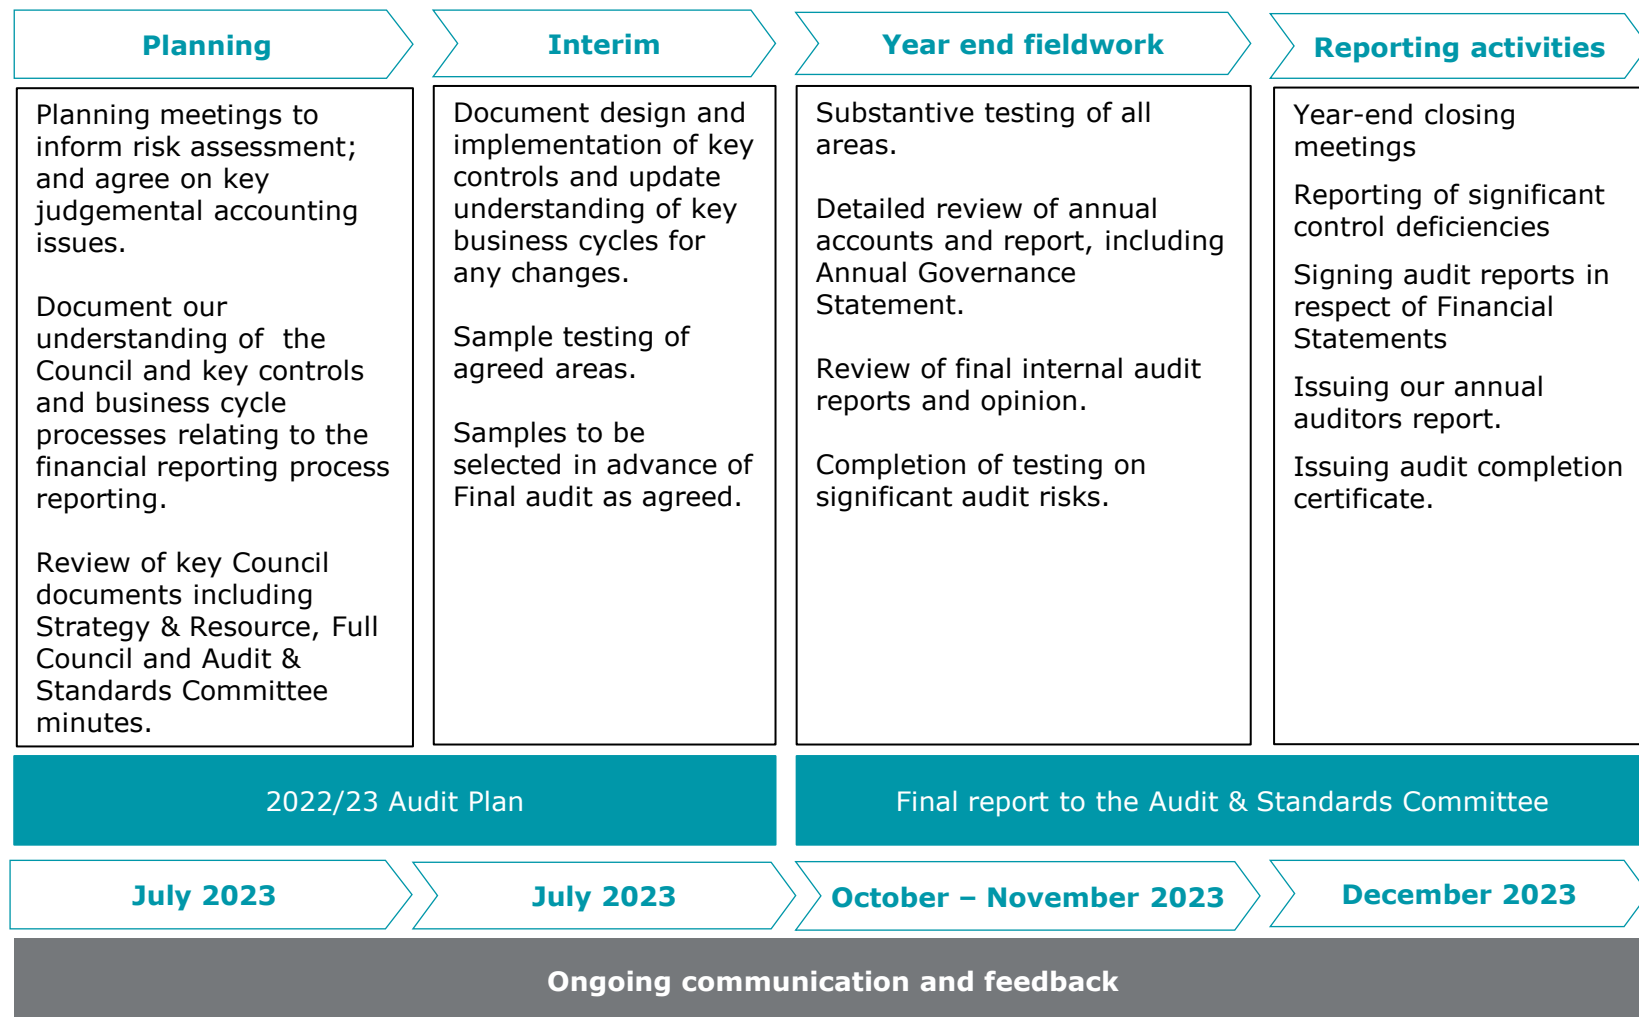 Planning
Interim
Year end fieldwork
Reporting activities
Planning meetings to
inform risk assessment;
and agree on key
judgemental accounting
issues.
Document our
understanding of  the
Council and key controls
and business cycle
processes relating to the
financial reporting process
reporting.
Review of key Council
documents including
Strategy & Resource, Full
Council and Audit &
Standards Committee
minutes.
Document design and
implementation of key
controls and update
understanding of key
business cycles for
any changes.
Sample testing of
agreed areas.
Samples to be
selected in advance of
Final audit as agreed.
Substantive testing of all
areas.
Detailed review of annual
accounts and report, including
Annual Governance
Statement.
Review of final internal audit
reports and opinion.
Completion of testing on
significant audit risks.
Year-end closing
meetings
Reporting of significant
control deficiencies
Signing audit reports in
respect of Financial
Statements
Issuing our annual
auditors report.
Issuing audit completion
certificate.
2022/23 Audit Plan
Final report to the Audit & Standards Committee
July 2023
July 2023
October – November 2023
December 2023
Ongoing communication and feedback